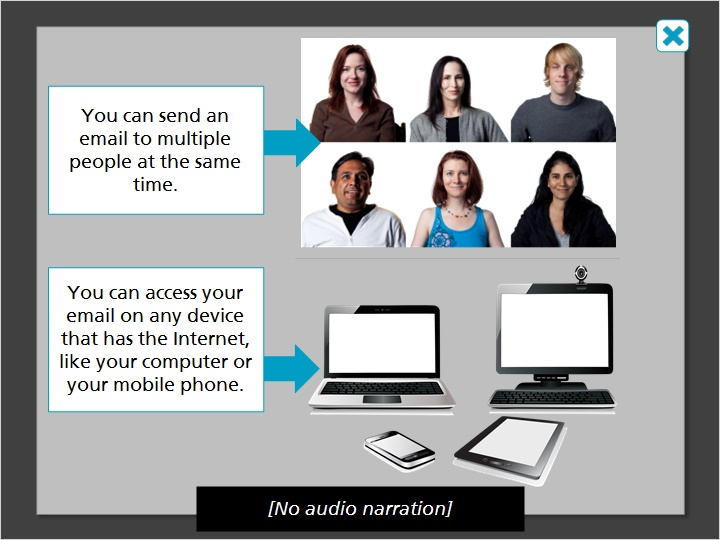 You can send an
email to multiple
people at the same
time.
You can access your
email on any device
that has the Internet,
like your computer or
your mobile phone.
[No audio narration]